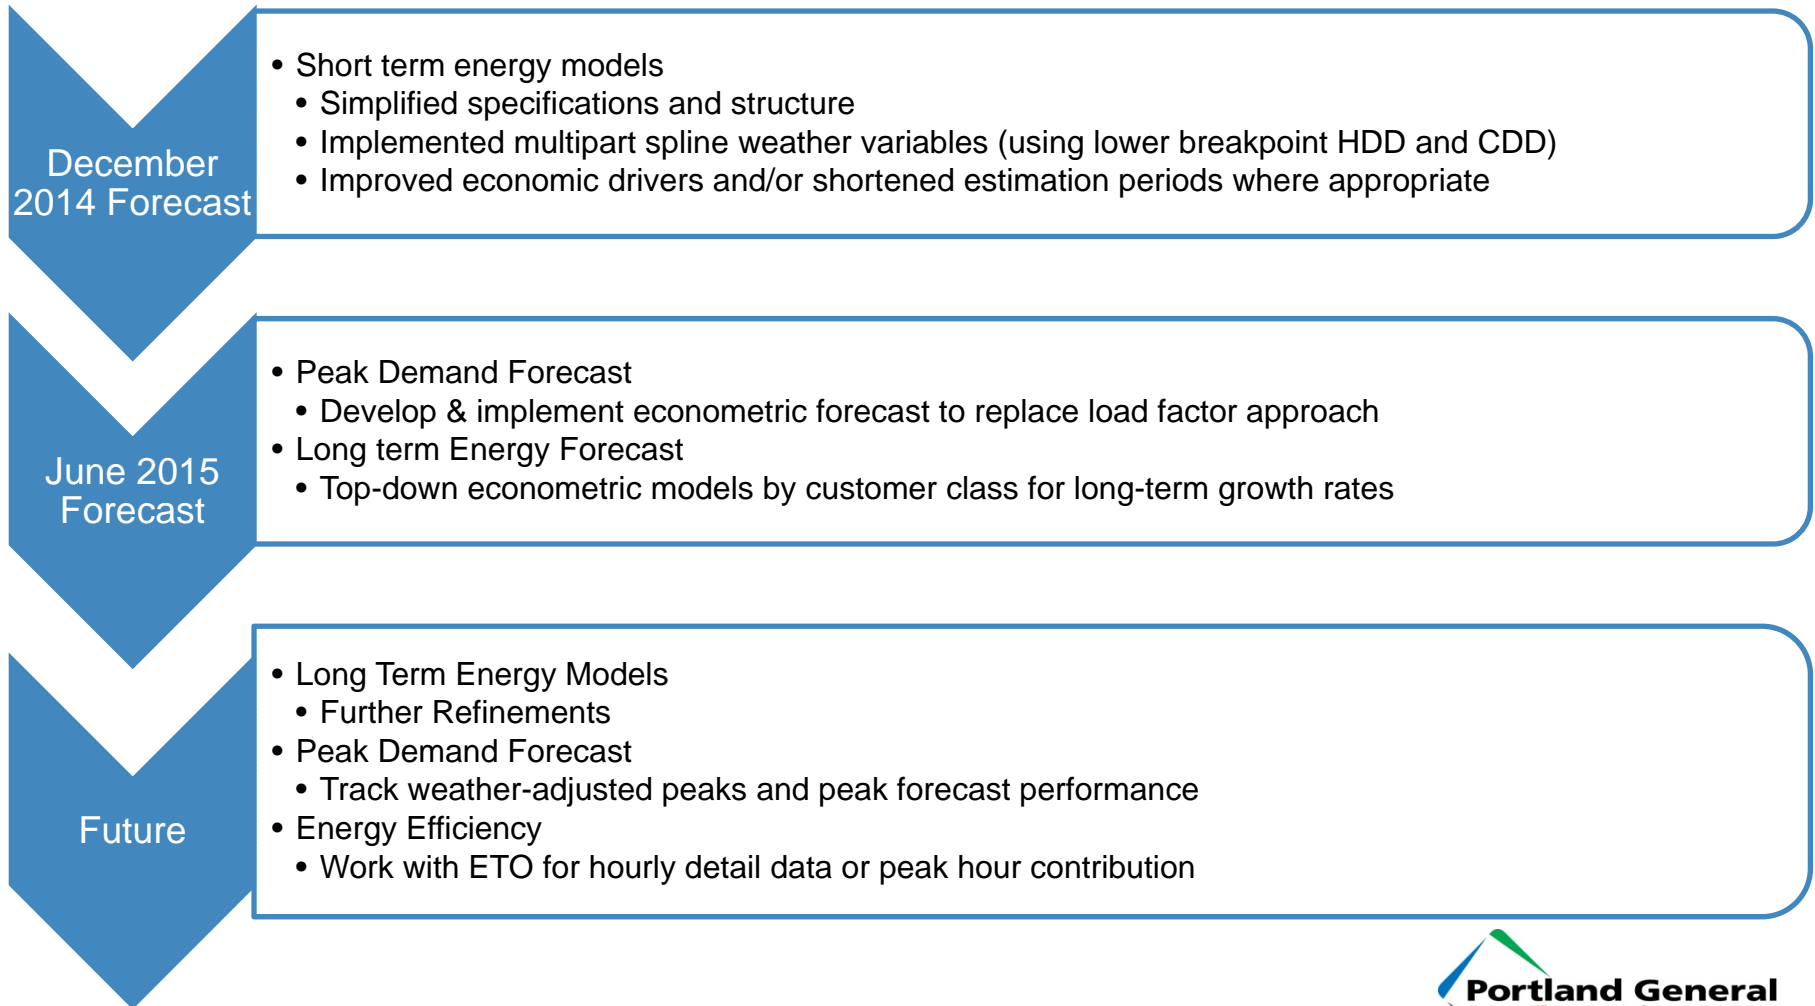 December
2014 Forecast
• Short term energy models
• Simplified specifications and structure
• Implemented multipart spline weather variables (using lower breakpoint HDD and CDD)
• Improved economic drivers and/or shortened estimation periods where appropriate
June 2015
Forecast
• Peak Demand Forecast
• Develop & implement econometric forecast to replace load factor approach
• Long term Energy Forecast
• Top-down econometric models by customer class for long-term growth rates
Future
• Long Term Energy Models
• Further Refinements
• Peak Demand Forecast
• Track weather-adjusted peaks and peak forecast performance
• Energy Efficiency
• Work with ETO for hourly detail data or peak hour contribution
Portland General